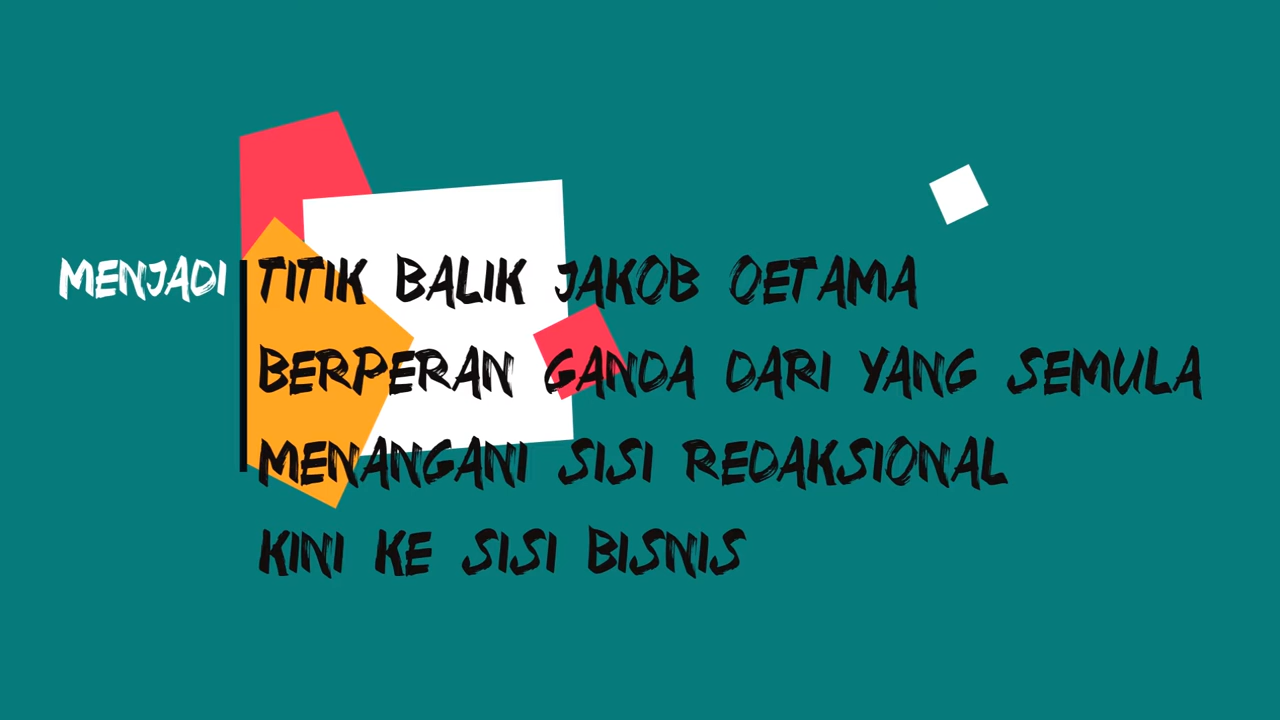 MENJADI TITIK BALIK JAKOB OETAMA
BERPERAN GANDA DARI YANG SEMULA
MENANGANI SISI REDAKSIONAL
KINI KE SISI BISNIS